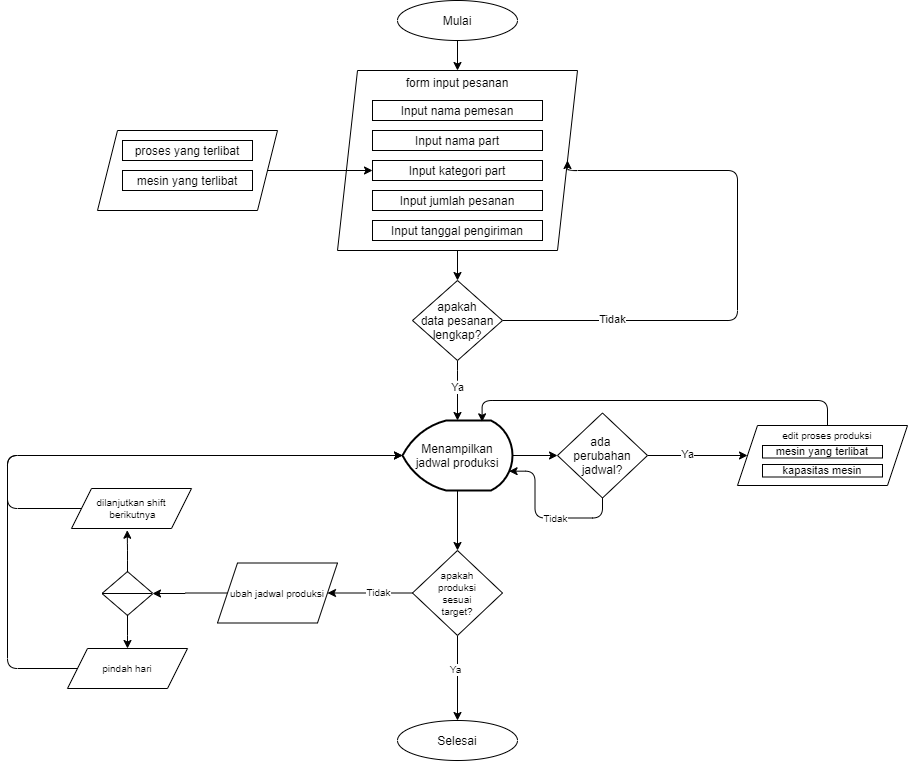 Mulai
form input pesanan
Input nama pemesan
Input nama part
Input kategori part
Input jumlah pesanan
Input tanggal pengiriman
proses yang terlibat
mesin yang terlibat
apakah
data pesanan
lengkap?
Tidak
Ya
Menampilkan
jadwal produksi
ada
perubahan
jadwal?
Ya
Tidak
edit proses produksi
mesin yang terlibat
kapasitas mesin
dilanjutkan shift
berikutnya
apakah
produksi
sesuai
target?
Tidak
ubah jadwal produksi
pindah hari
Ya
Selesai